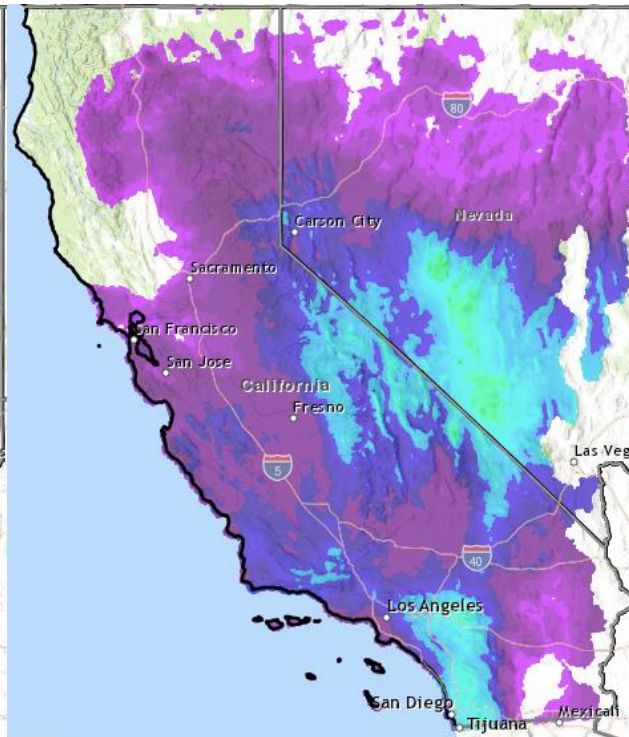 80
Nevada
Carson City
Sacramento
San Francisco
San Jose
California
Fresno
5
Las Veg
40
Los Angeles
San Diego
Tijuana
Mexicali